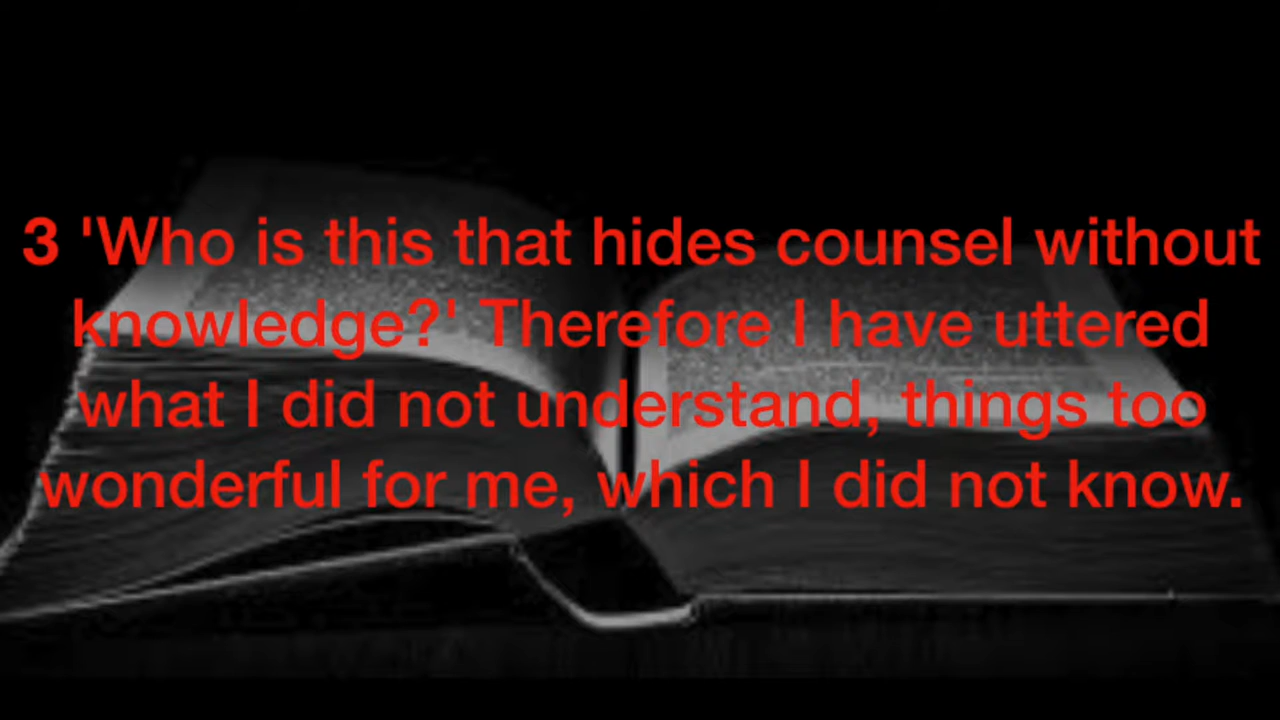 3 'Who is this that hides counsel without
knowledge?' Therefore I have uttered
what I did not understand, things too
wonderful for me, which I did not know.